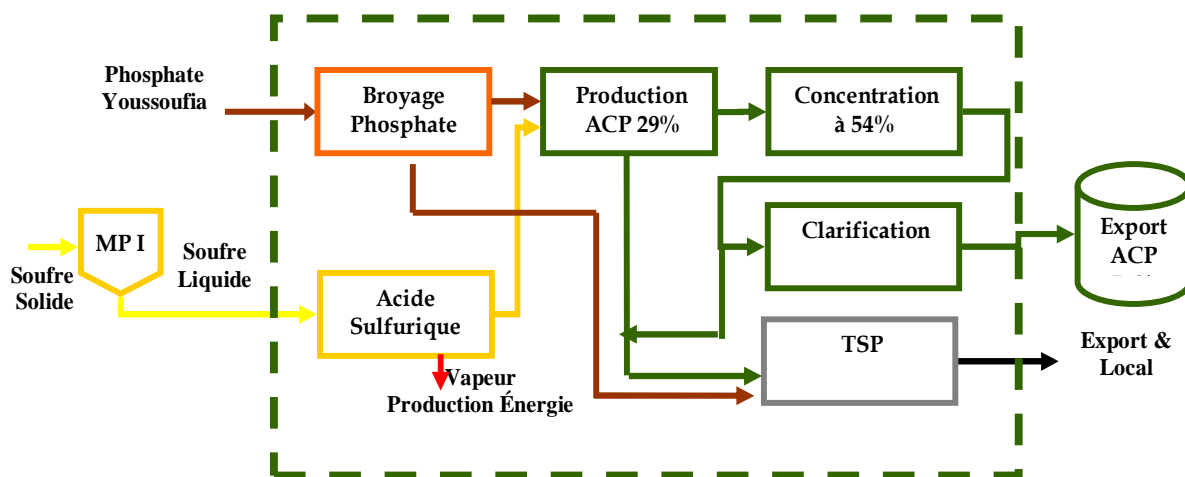 Phosphate
Youssoufia
Broyage
Phosphate
Production
ACP 29%
Concentration
à 54%
MP I
Soufre
Solide
Soufre
Liquide
Acide
Sulfurique
Vapeur
Production Énergie
Clarification
TSP
Export
ACP
Export &
Local